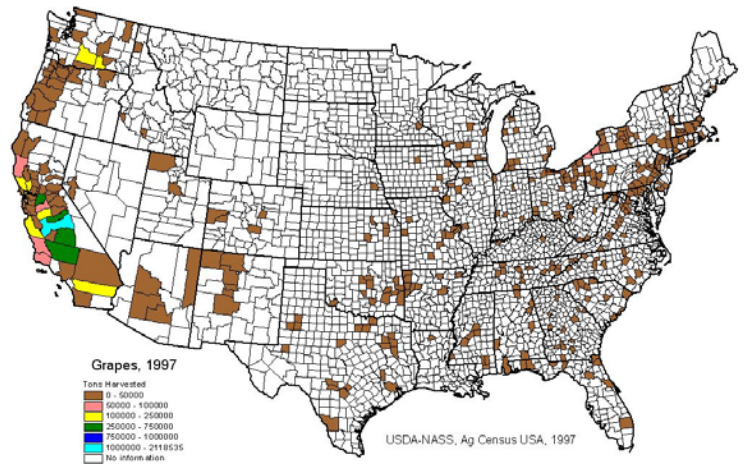 Grapes, 1997
Tons Harvested
0 - 50000
50000 - 100000
100000 - 250000
250000 - 750000
750000 - 1000000
1000000 - 2118535
No information
USDA-NASS, Ag Census USA, 1997